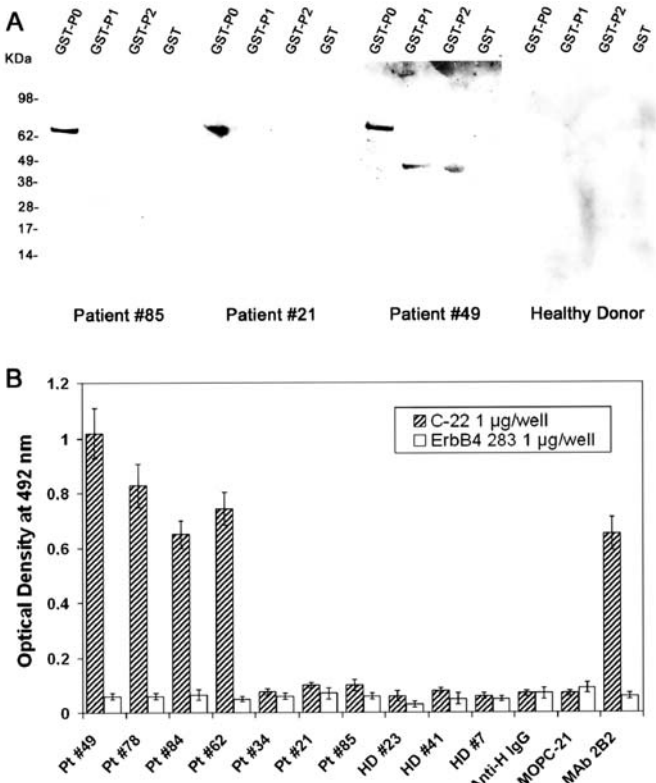 A
KDa
GST-P0 GST-P1 GST-P2 GST GST-P0 GST-P1 GST-P2 GST GST-P0 GST-P1 GST-P2 GST GST-P0 GST-P1 GST-P2 GST
98-
62-
49-
38-
28-
17-
14-
Patient #85 Patient #21 Patient #49 Healthy Donor
B
Optical Density at 492 nm
1.2
1
0.8
0.6
0.4
0.2
0
C-22 1 µg/well
ErbB4 283 1 µg/well
Pt #49 Pt #78 Pt #84 Pt #62 Pt #34 Pt #21 Pt #85 HD #23 HD #41 HD #7 Anti-H IgG MOPC-21 MAb 2B2